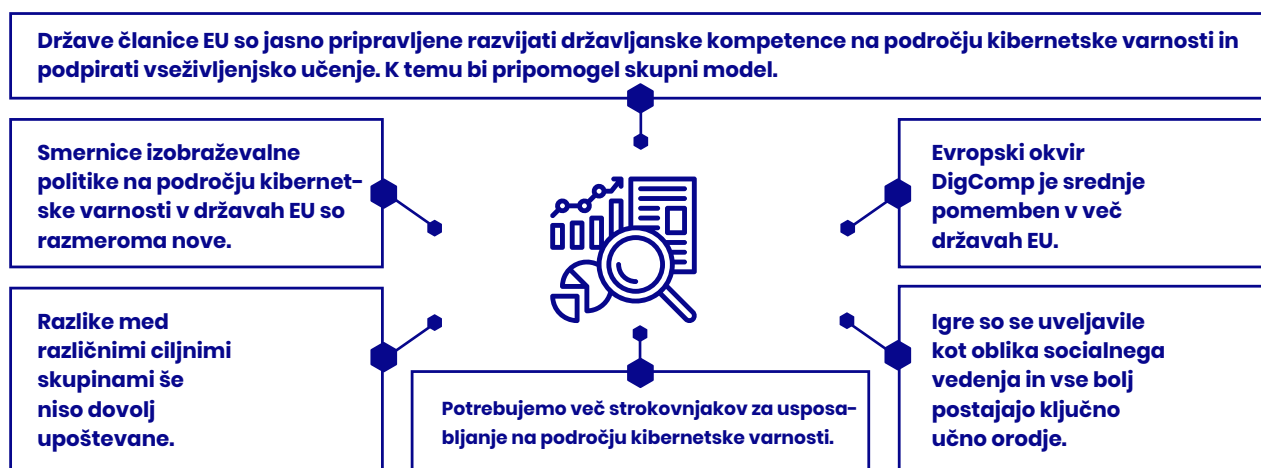 Države članice EU so jasno pripravljene razvijati državljanske kompetence na področju kibernetske varnosti in
podpirati vseživljenjsko učenje. K temu bi pripomogel skupni model.
Smernice izobraževalne
politike na področju kibernet-
ske varnosti v državah EU so
razmeroma nove.
Evropski okvir
DigComp je srednje
pomemben v več
državah EU.
Razlike med
različnimi ciljnimi
skupinami še
niso dovolj
upoštevane.
Potrebujemo več strokovnjakov za usposa-
bljanje na področju kibernetske varnosti.
Igre so se uveljavile
kot oblika socialnega
vedenja in vse bolj
postajajo ključno
učno orodje.